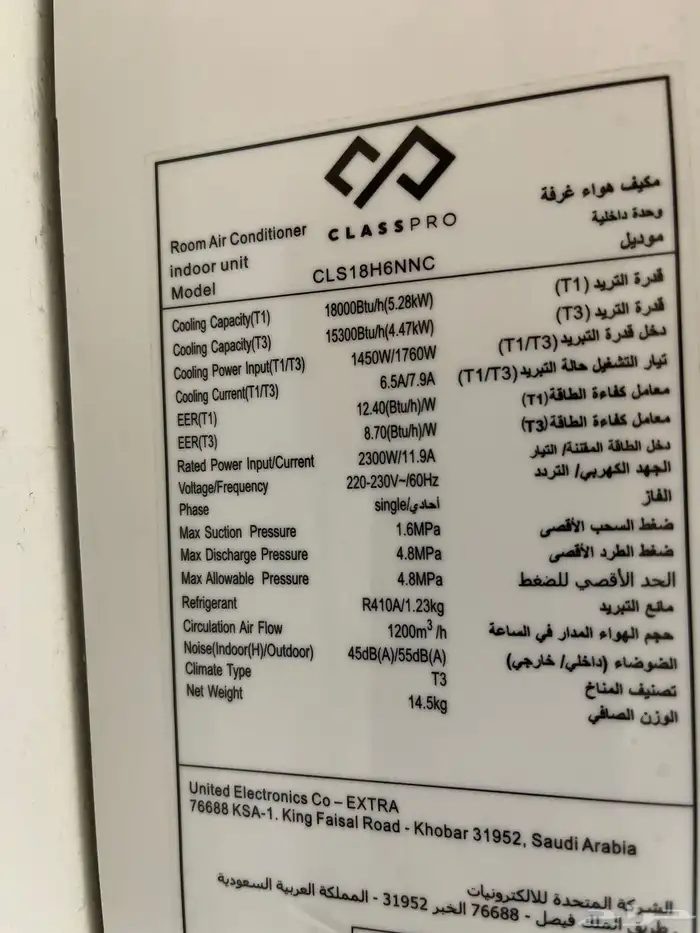 CLASSPRO
Room Air Conditioner مكيف هواء غرفة
indoor unit وحدة داخلية
Model CLS18H6NNC موديل
Cooling Capacity(T1) 18000Btu/h(5.28kW) قدرة التريد (T1)
Cooling Capacity(T3) 15300Btu/h(4.47kW) قدرة التريد (T3)
Cooling Power Input(T1/T3) 1450W/1760W دخل قدرة التبريد (T1/T3)
Cooling Current(T1/T3) 6.5A/7.9A تيار التشغيل حالة التبريد (T1/T3)
EER(T1) 12.40(Btu/h)/W معامل كفاءة الطاقة(T1)
EER(T3) 8.70(Btu/h)/W معامل كفاءة الطاقة(T3)
Rated Power Input/Current 2300W/11.9A دخل الطاقة المقننة/ التيار
Voltage/Frequency 220-230V~/60Hz الجهد الكهربي/ التردد
Phase single/أحادي الفاز
Max Suction Pressure 1.6MPa ضغط السحب الأقصى
Max Discharge Pressure 4.8MPa ضغط الطرد الأقصى
Max Allowable Pressure 4.8MPa الحد الأقصي للضغط
Refrigerant R410A/1.23kg مائع التبريد
Circulation Air Flow 1200m³/h حجم الهواء المدار في الساعة
Noise(Indoor(H)/Outdoor) 45dB(A)/55dB(A) الضوضاء (داخلي/ خارجي)
Climate Type T3 تصنيف المناخ
Net Weight 14.5kg الوزن الصافي
United Electronics Co – EXTRA
76688 KSA-1. King Faisal Road - Khobar 31952, Saudi Arabia
الشركة المتحدة للالكترونيات
طريق الملك فيصل - 76688 الخبر 31952 - المملكة العربية السعودية